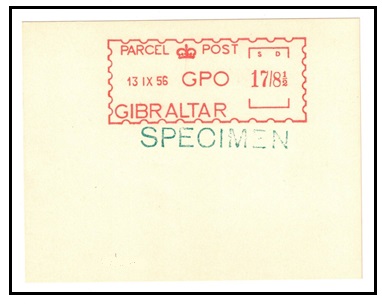 PARCEL POST
S D
13 IX 56 GPO 17/8½
GIBRALTAR
SPECIMEN